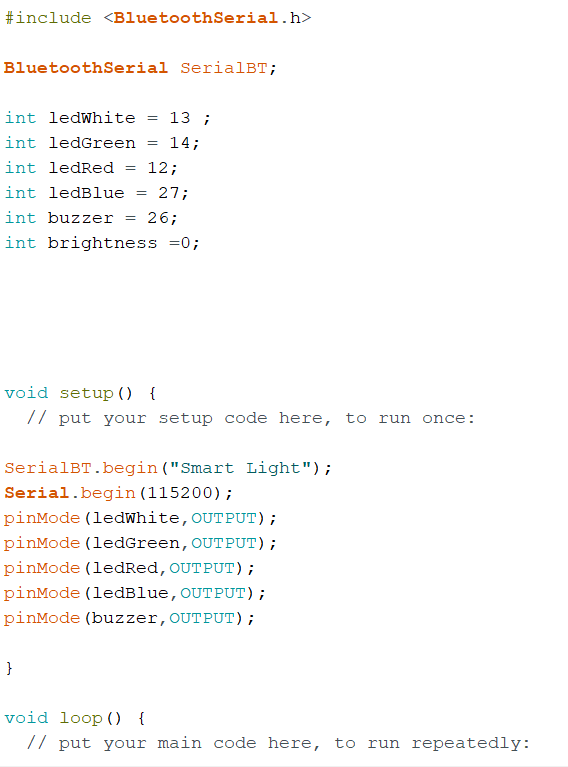 #include <BluetoothSerial.h>
BluetoothSerial SerialBT;
int ledWhite = 13 ;
int ledGreen = 14;
int ledRed = 12;
int ledBlue = 27;
int buzzer = 26;
int brightness =0;
void setup() {
  // put your setup code here, to run once:
SerialBT.begin("Smart Light");
Serial.begin(115200);
pinMode(ledWhite,OUTPUT);
pinMode(ledGreen,OUTPUT);
pinMode(ledRed,OUTPUT);
pinMode(ledBlue,OUTPUT);
pinMode(buzzer,OUTPUT);
}
void loop() {
  // put your main code here, to run repeatedly: